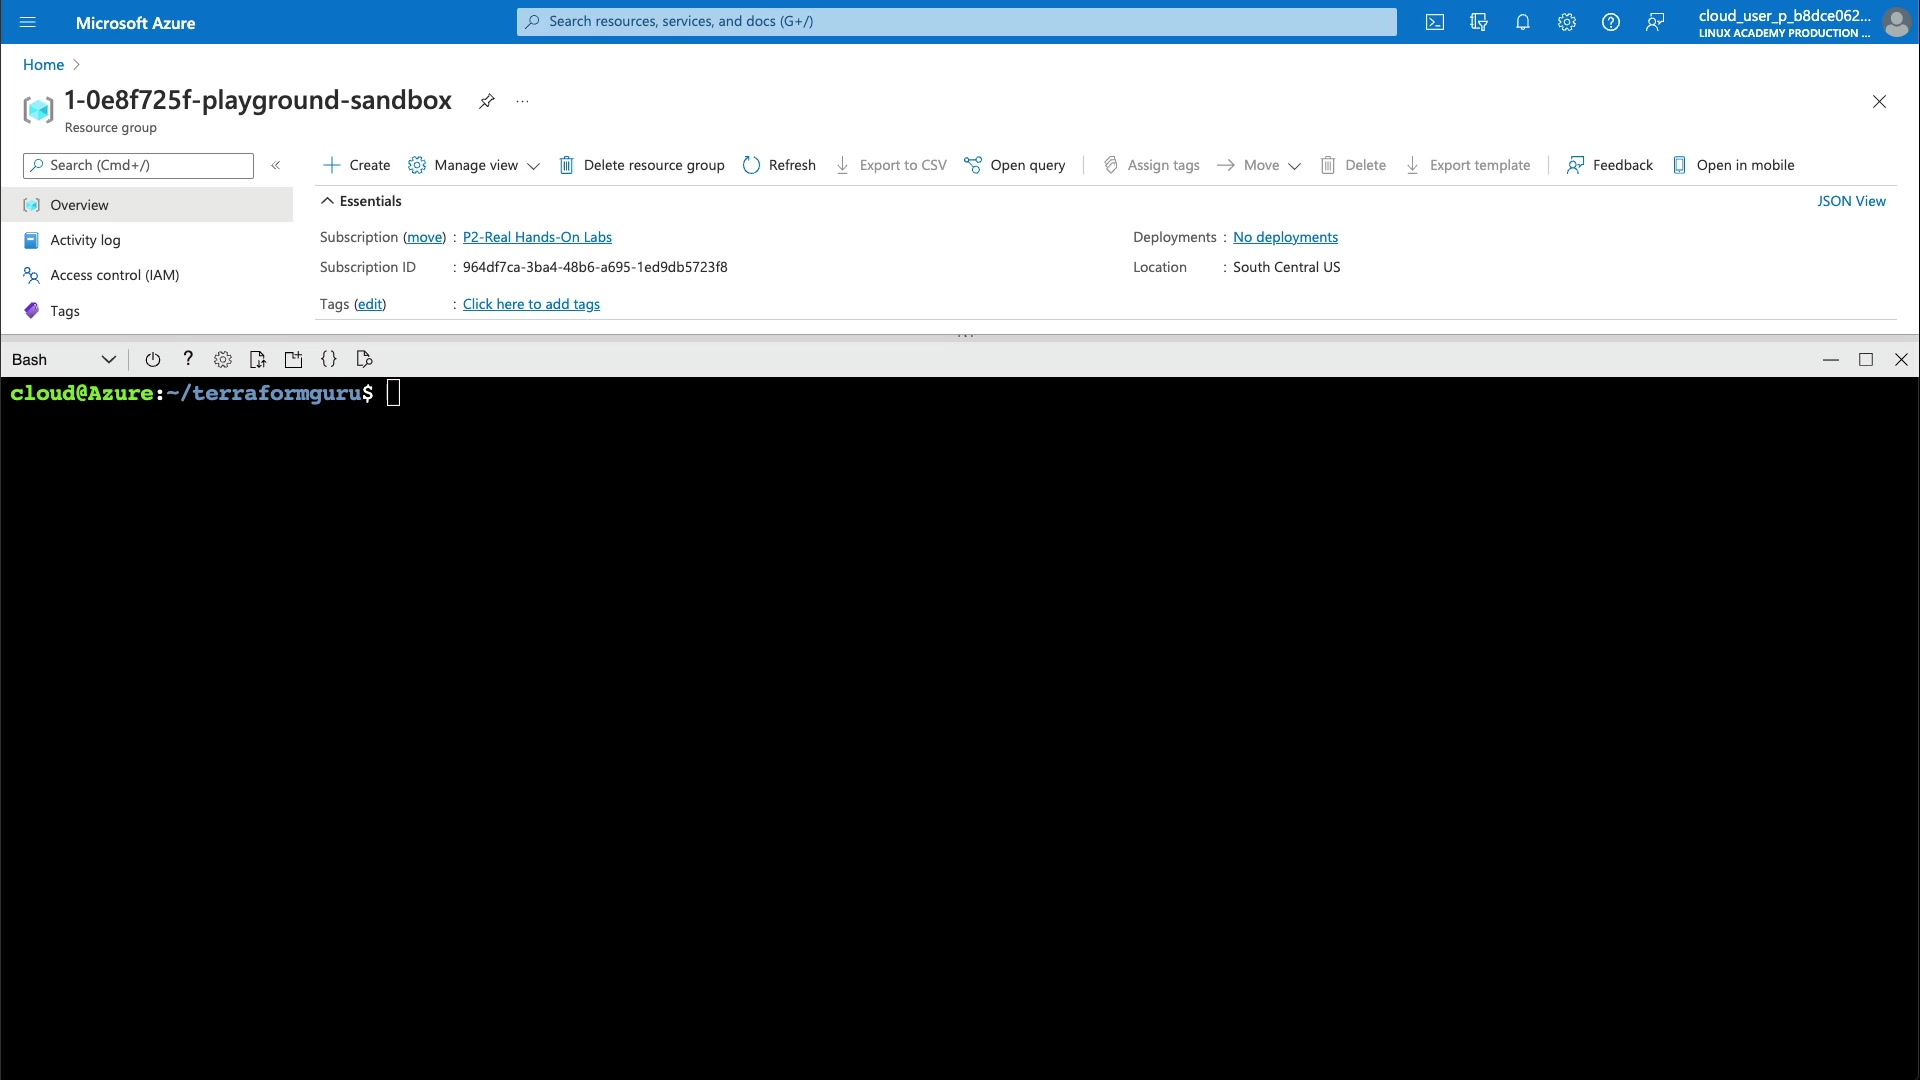 Microsoft Azure
Search resources, services, and docs (G+/)
cloud_user_p_b8dce062...
LINUX ACADEMY PRODUCTION ...
Home
1-0e8f725f-playground-sandbox
...
Resource group
Search (Cmd+/)
«
Create
Manage view
Delete resource group
Refresh
Export to CSV
Open query
Assign tags
Move
Delete
Export template
Feedback
Open in mobile
Overview
Activity log
Access control (IAM)
Tags
Essentials
JSON View
Subscription (move) : P2-Real Hands-On Labs
Subscription ID : 964df7ca-3ba4-48b6-a695-1ed9db5723f8
Tags (edit) : Click here to add tags
Deployments : No deployments
Location : South Central US
Bash
?
{}
cloud@Azure:~/terraformguru$